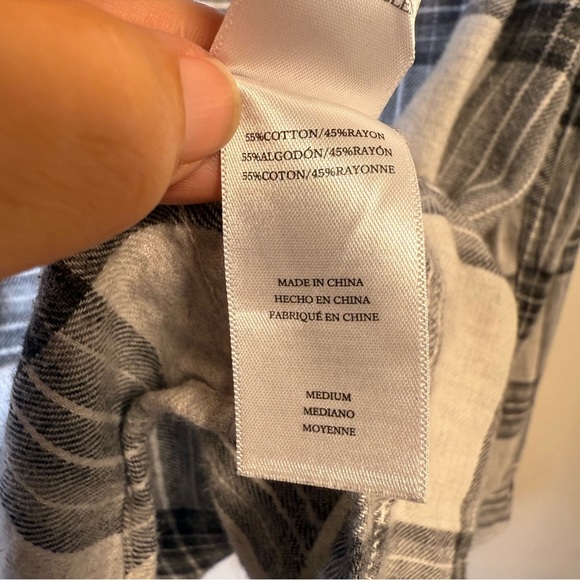 55%COTTON/45%RAYON
55%ALGODÓN/45%RAYÓN
55%COTON/45%RAYONNE
MADE IN CHINA
HECHO EN CHINA
FABRIQUÉ EN CHINE
MEDIUM
MEDIANO
MOYENNE